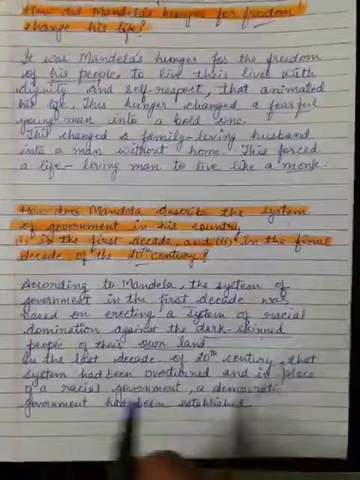 How did Mandela's hunger for freedom
change his life?
It was Mandela's hunger for the freedom
of his people to live their lives with
dignity and self-respect, that animated
his life. This hunger changed a fearful
young man into a bold one.
This changed a family-loving husband
into a man without home. This forced
a life-loving man to live like a monk.
How does Mandela describe the system
of government in his country
(i) in the first decade, and (ii) in the final
decade of the 20th century?
According to Mandela, the system of
government in the first decade was
based on erecting a system of racial
domination against the dark-skinned
people of their own land.
In the last decade of 20th century, that
system had been overturned and in place
of a racial government, a democratic
government had been established.